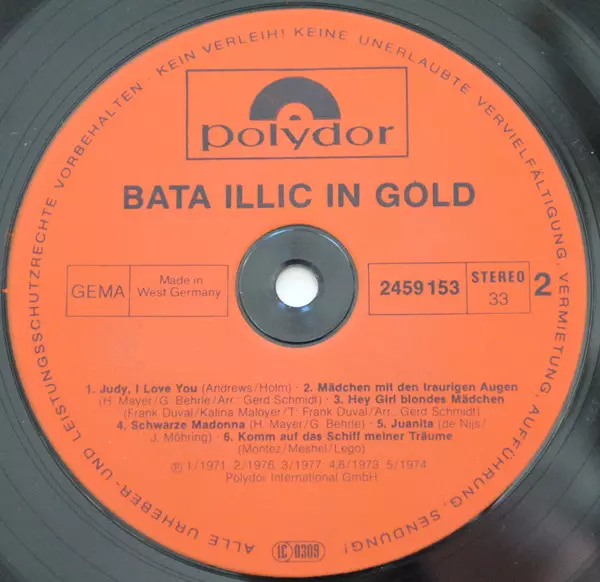 ALLE URHEBER- UND LEISTUNGSSCHUTZRECHTE VORBEHALTEN · KEIN VERLEIH! KEINE UNERLAUBTE VERVIELFÄLTIGUNG, VERMIETUNG, AUFFÜHRUNG, SENDUNG!
polydor
BATA ILLIC IN GOLD
GEMA
Made in
West Germany
2459 153
STEREO
33
2
1. Judy, I Love You (Andrews/Holm) · 2. Mädchen mit den traurigen Augen
(H. Mayer/G. Behrle/Arr.: Gerd Schmidt) · 3. Hey Girl blondes Mädchen
(Frank Duval/Kalina Maloyer/T: Frank Duval/Arr.: Gerd Schmidt)
4. Schwarze Madonna (H. Mayer/G. Behrle) · 5. Juanita (de Nijs/
J. Möhring) · 6. Komm auf das Schiff meiner Träume
(Montez/Meshel/Lego)
℗ 1/1971 2/1976 3/1977 4,6/1973 5/1974
Polydor International GmbH
LC 0309